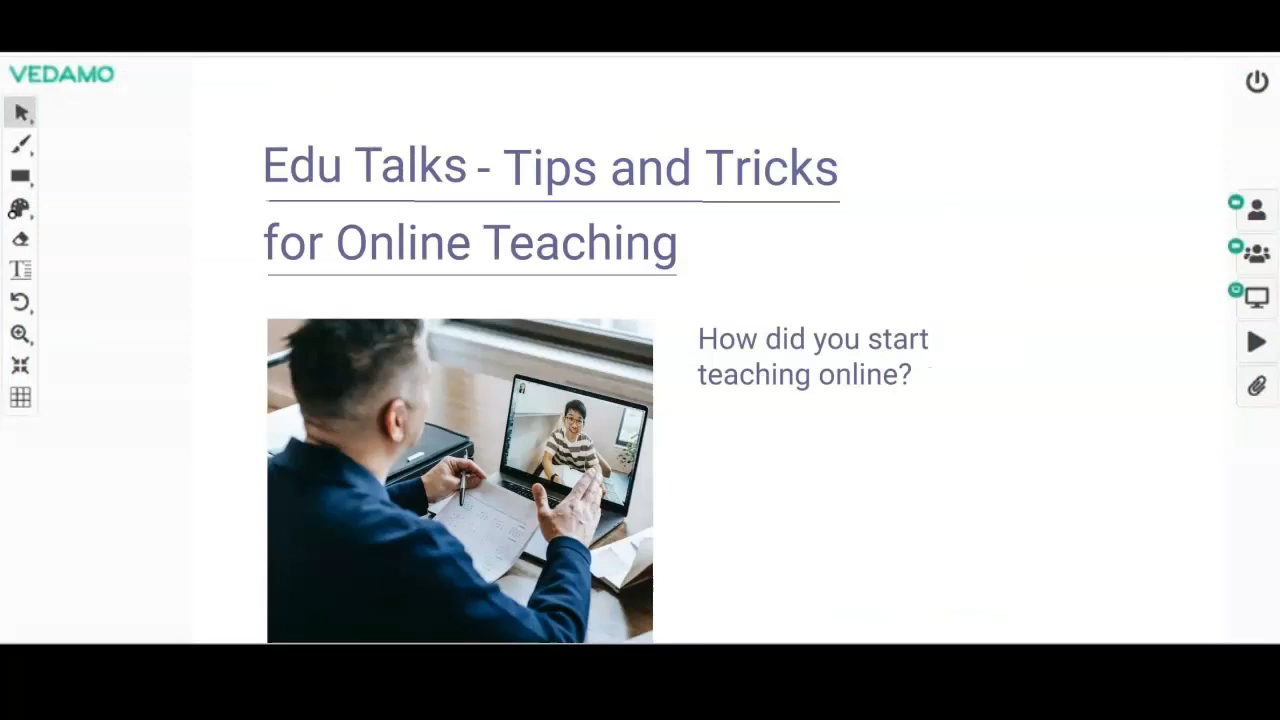 VEDAMO
Edu Talks - Tips and Tricks
for Online Teaching
How did you start
teaching online?